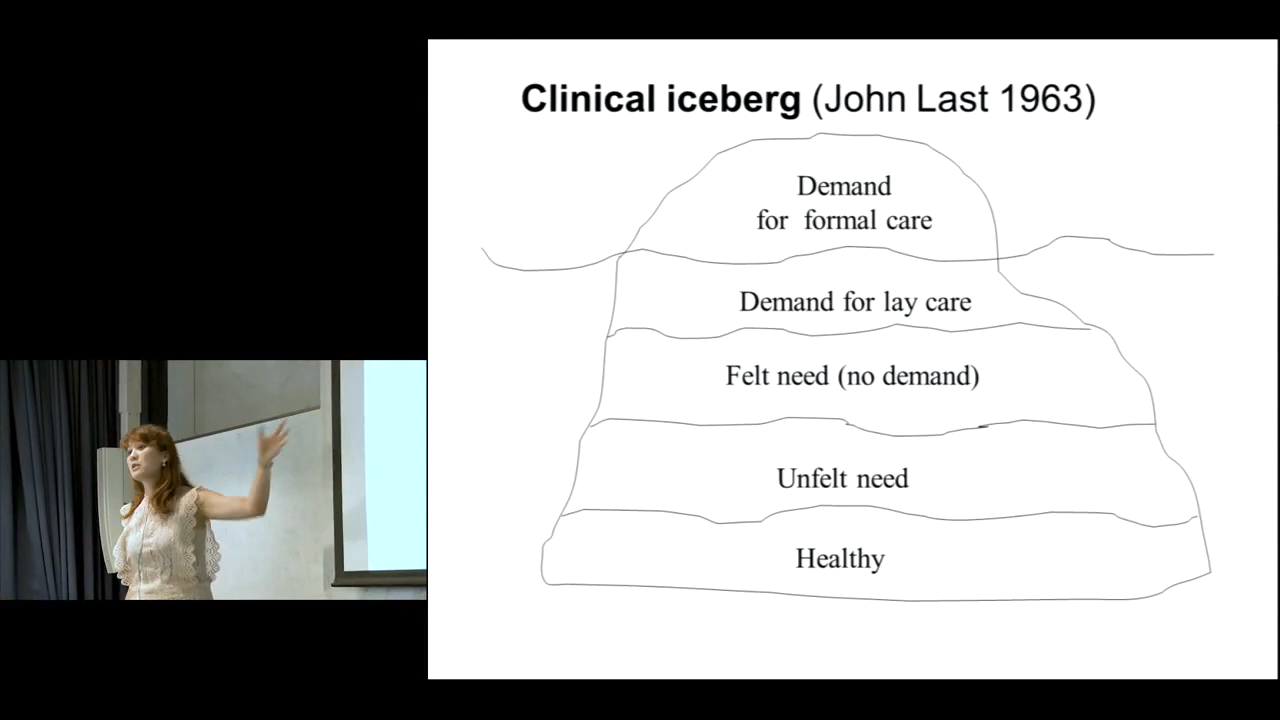 Clinical iceberg (John Last 1963)
Demand
for formal care
Demand for lay care
Felt need (no demand)
Unfelt need
Healthy